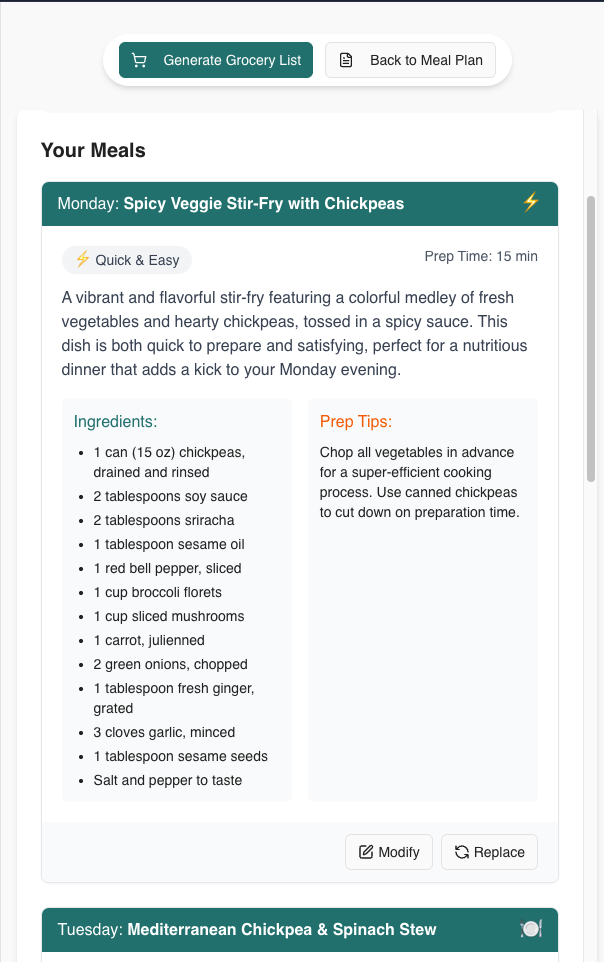 Generate Grocery List
Back to Meal Plan
Your Meals
Monday: Spicy Veggie Stir-Fry with Chickpeas
Quick & Easy
Prep Time: 15 min
A vibrant and flavorful stir-fry featuring a colorful medley of fresh
vegetables and hearty chickpeas, tossed in a spicy sauce. This
dish is both quick to prepare and satisfying, perfect for a nutritious
dinner that adds a kick to your Monday evening.
Ingredients:
1 can (15 oz) chickpeas,
drained and rinsed
2 tablespoons soy sauce
2 tablespoons sriracha
1 tablespoon sesame oil
1 red bell pepper, sliced
1 cup broccoli florets
1 cup sliced mushrooms
1 carrot, julienned
2 green onions, chopped
1 tablespoon fresh ginger,
grated
3 cloves garlic, minced
1 tablespoon sesame seeds
Salt and pepper to taste
Prep Tips:
Chop all vegetables in advance
for a super-efficient cooking
process. Use canned chickpeas
to cut down on preparation time.
Modify
Replace
Tuesday: Mediterranean Chickpea & Spinach Stew